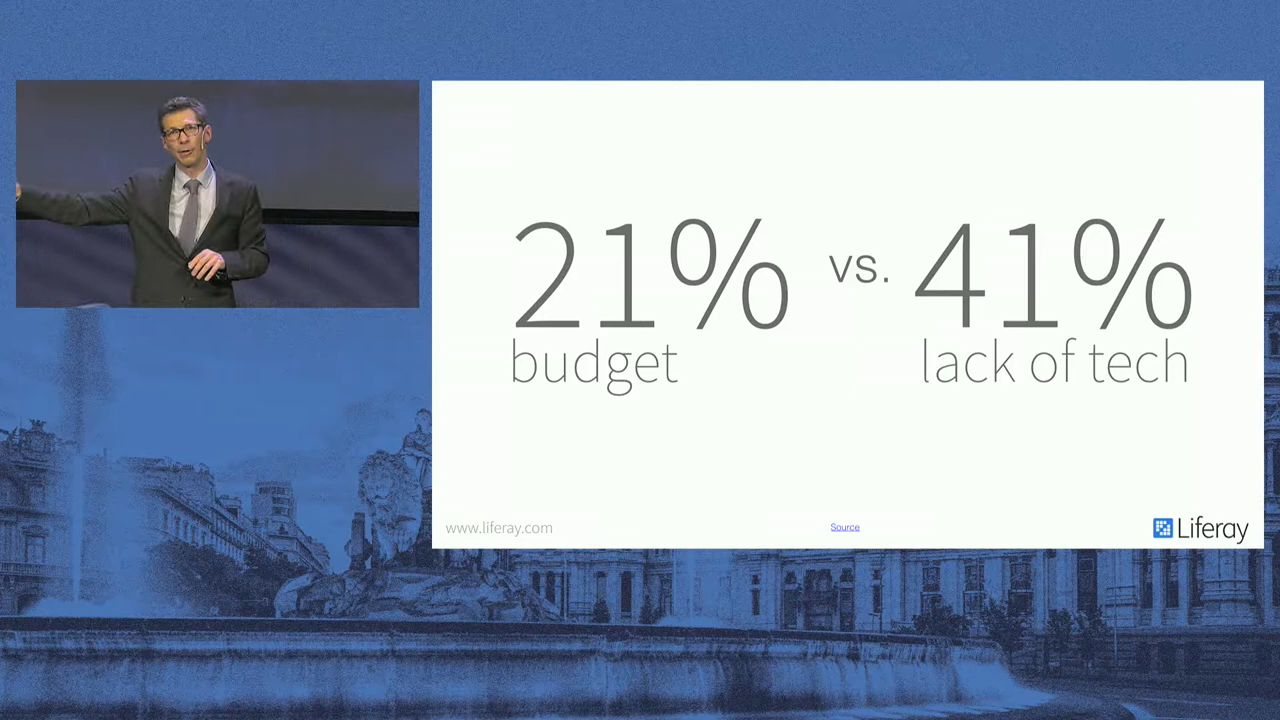 21% vs. 41%
budget
lack of tech
www.liferay.com
Source
Liferay